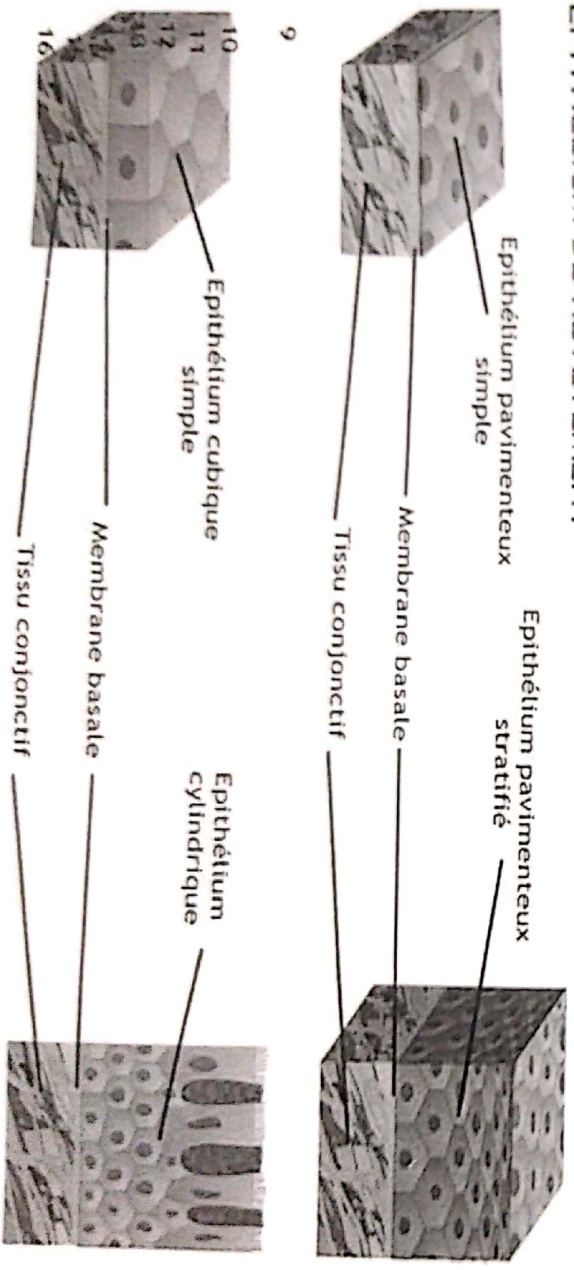 Epithélium pavimenteux
simple
Membrane basale
Tissu conjonctif
Epithélium pavimenteux
stratifié
9
10
11
12
16
Epithélium cubique
simple
Membrane basale
Tissu conjonctif
Epithélium
cylindrique